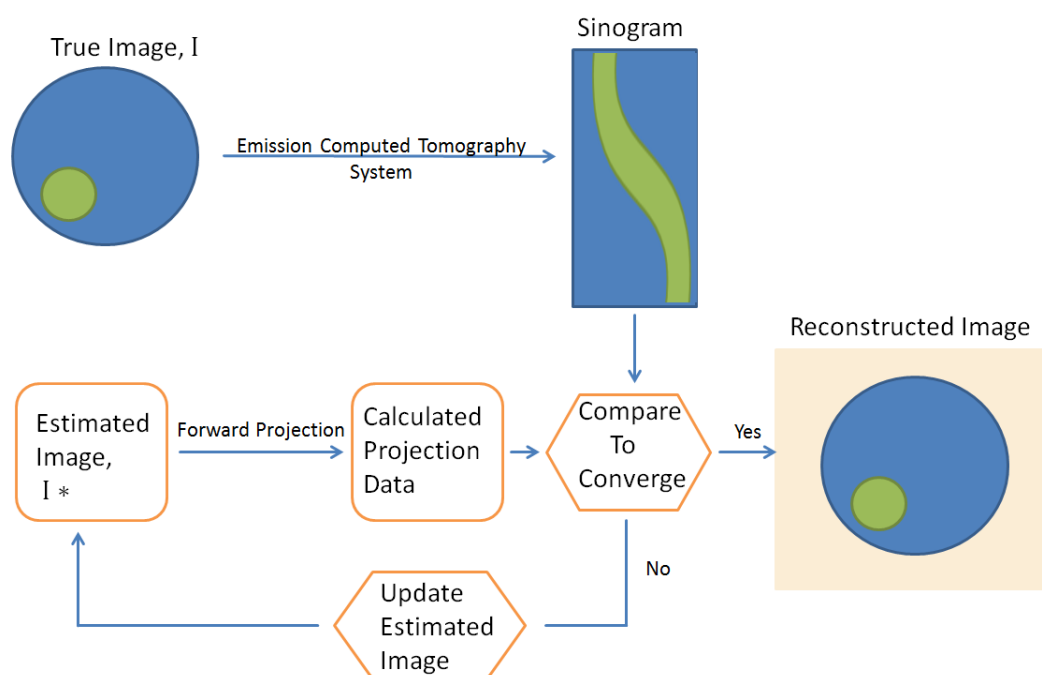 Sinogram
True Image, I
Emission Computed Tomography
System
Reconstructed Image
Estimated
Image,
I *
Forward Projection
Calculated
Projection
Data
Compare
To
Converge
Yes
No
Update
Estimated
Image